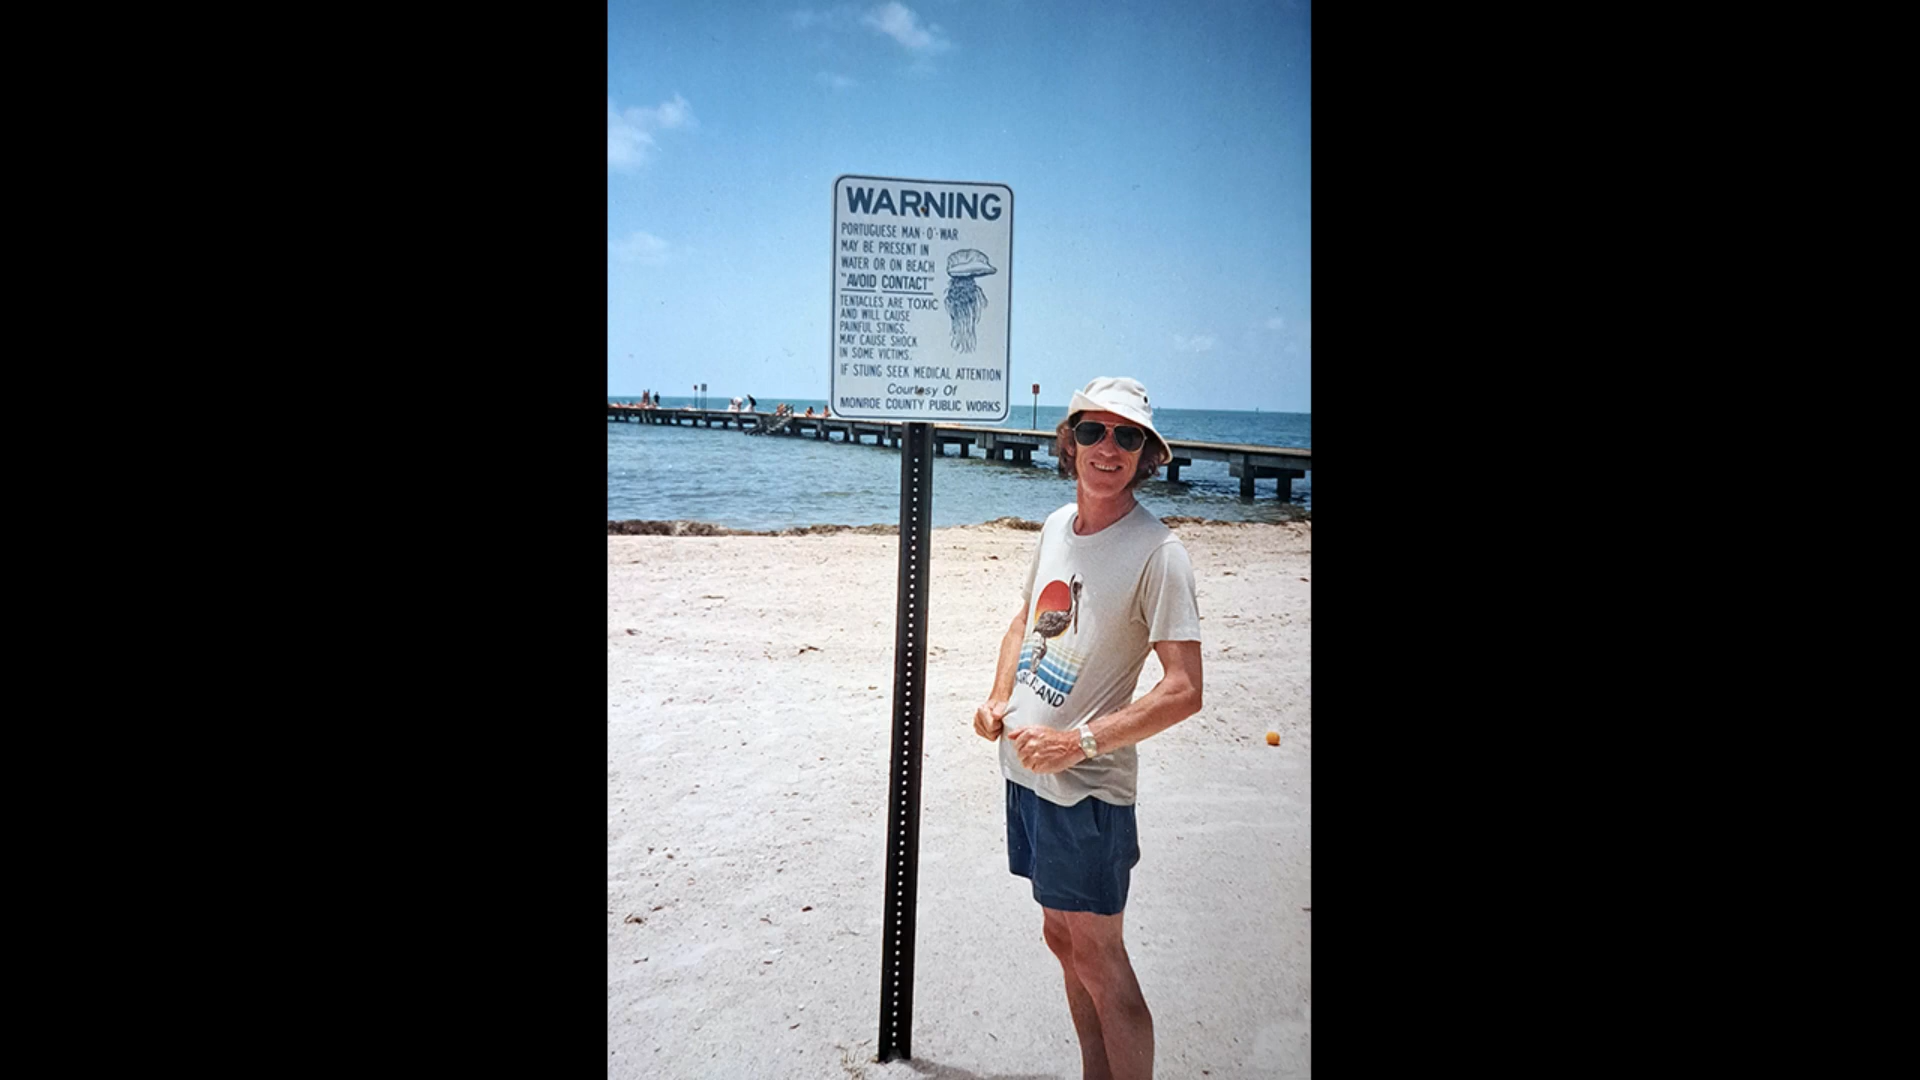 WARNING
PORTUGUESE MAN-O'-WAR
MAY BE PRESENT IN
WATER OR ON BEACH
"AVOID CONTACT"
TENTACLES ARE TOXIC
AND WILL CAUSE
PAINFUL STINGS.
MAY CAUSE SHOCK
IN SOME VICTIMS.
IF STUNG SEEK MEDICAL ATTENTION
Courtesy Of
MONROE COUNTY PUBLIC WORKS